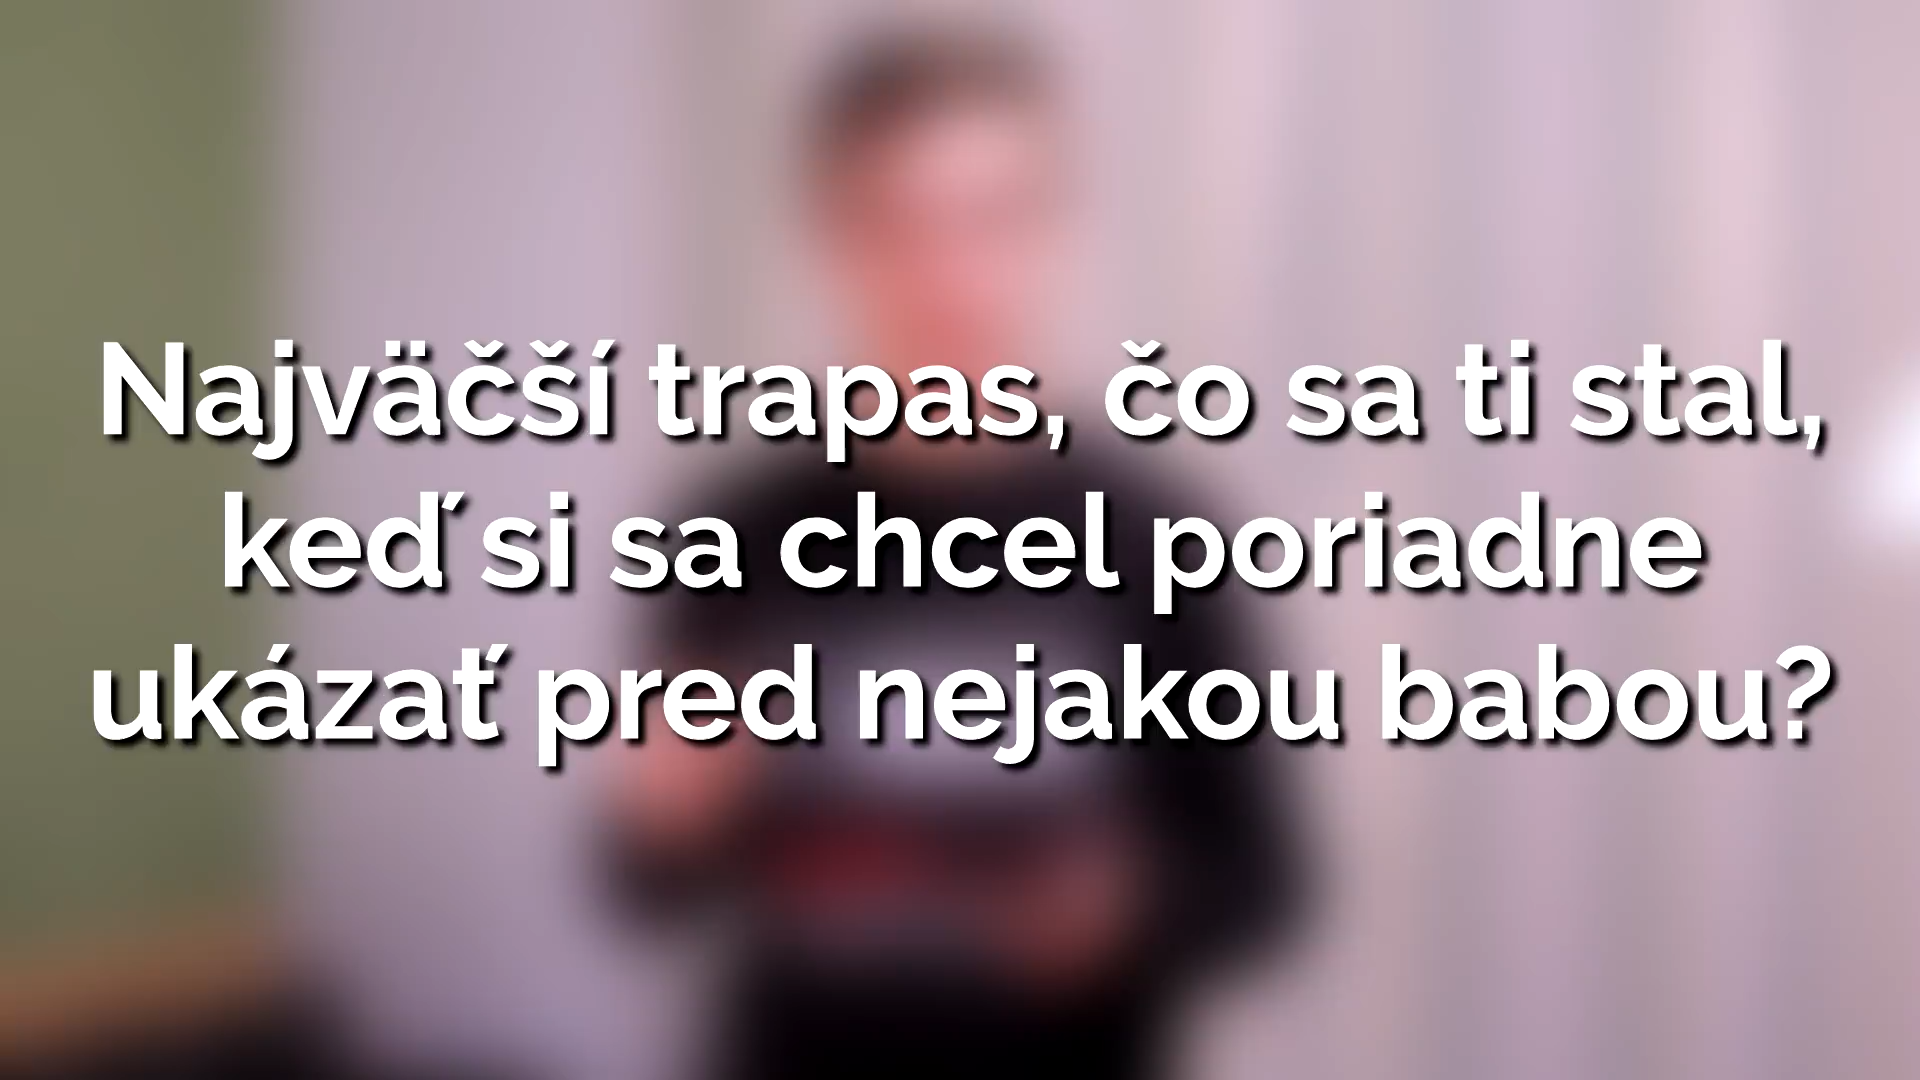 Najväčší trapas, čo sa ti stal,
keď si sa chcel poriadne
ukázať pred nejakou babou?